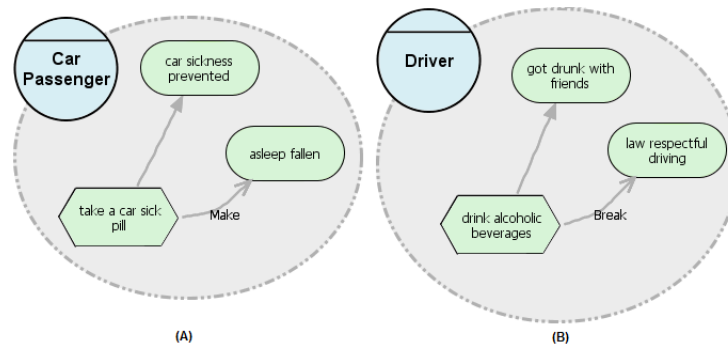 Car
Passenger
car sickness
prevented
asleep fallen
take a car sick
pill
Make
(A)
Driver
got drunk with
friends
law respectful
driving
drink alcoholic
beverages
Break
(B)